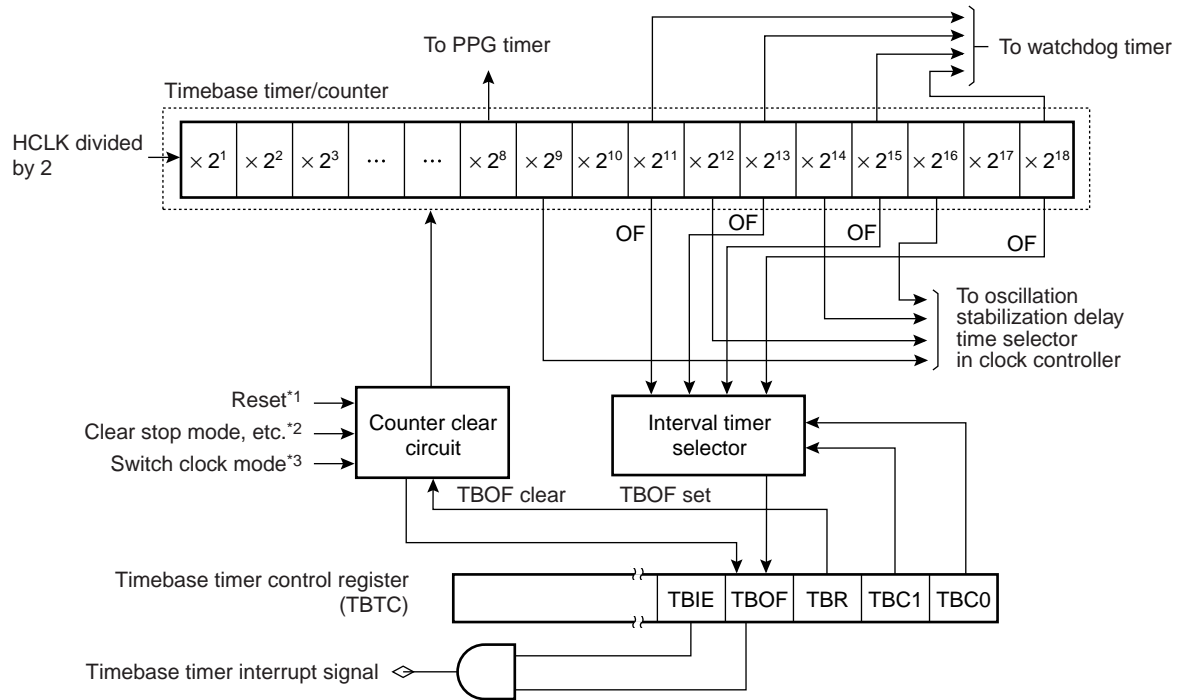 To PPG timer
To watchdog timer
Timebase timer/counter
HCLK divided
by 2
× 2¹ × 2² × 2³ ... ... × 2⁸ × 2⁹ × 2¹⁰ × 2¹¹ × 2¹² × 2¹³ × 2¹⁴ × 2¹⁵ × 2¹⁶ × 2¹⁷ × 2¹⁸
OF OF OF OF
To oscillation
stabilization delay
time selector
in clock controller
Reset*1
Clear stop mode, etc.*2
Switch clock mode*3
Counter clear
circuit
Interval timer
selector
TBOF clear TBOF set
Timebase timer control register
(TBTC)
TBIE TBOF TBR TBC1 TBC0
Timebase timer interrupt signal